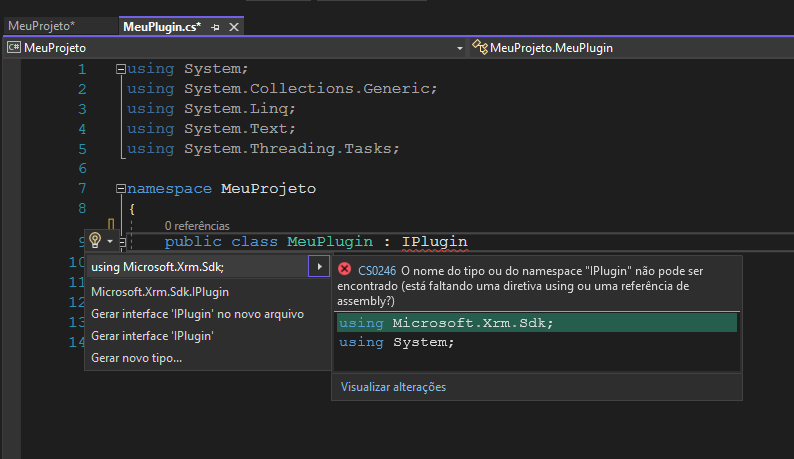 MeuProjeto*
MeuPlugin.cs*
C# MeuProjeto
MeuProjeto.MeuPlugin
1 using System;
2 using System.Collections.Generic;
3 using System.Linq;
4 using System.Text;
5 using System.Threading.Tasks;
6
7 namespace MeuProjeto
8 {
0 referências
9 public class MeuPlugin : IPlugin
10
11
12
13
14
using Microsoft.Xrm.Sdk;
Microsoft.Xrm.Sdk.IPlugin
Gerar interface 'IPlugin' no novo arquivo
Gerar interface 'IPlugin'
Gerar novo tipo...
CS0246 O nome do tipo ou do namespace "IPlugin" não pode ser
encontrado (está faltando uma diretiva using ou uma referência de
assembly?)
using Microsoft.Xrm.Sdk;
using System;
Visualizar alterações